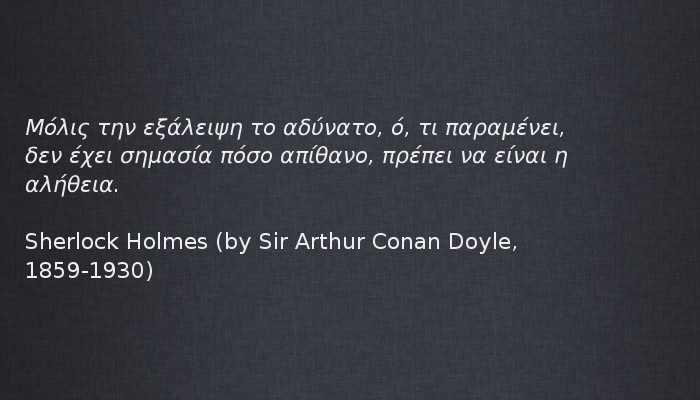 Μόλις την εξάλειψη το αδύνατο, ό, τι παραμένει,
δεν έχει σημασία πόσο απίθανο, πρέπει να είναι η
αλήθεια.
Sherlock Holmes (by Sir Arthur Conan Doyle,
1859-1930)